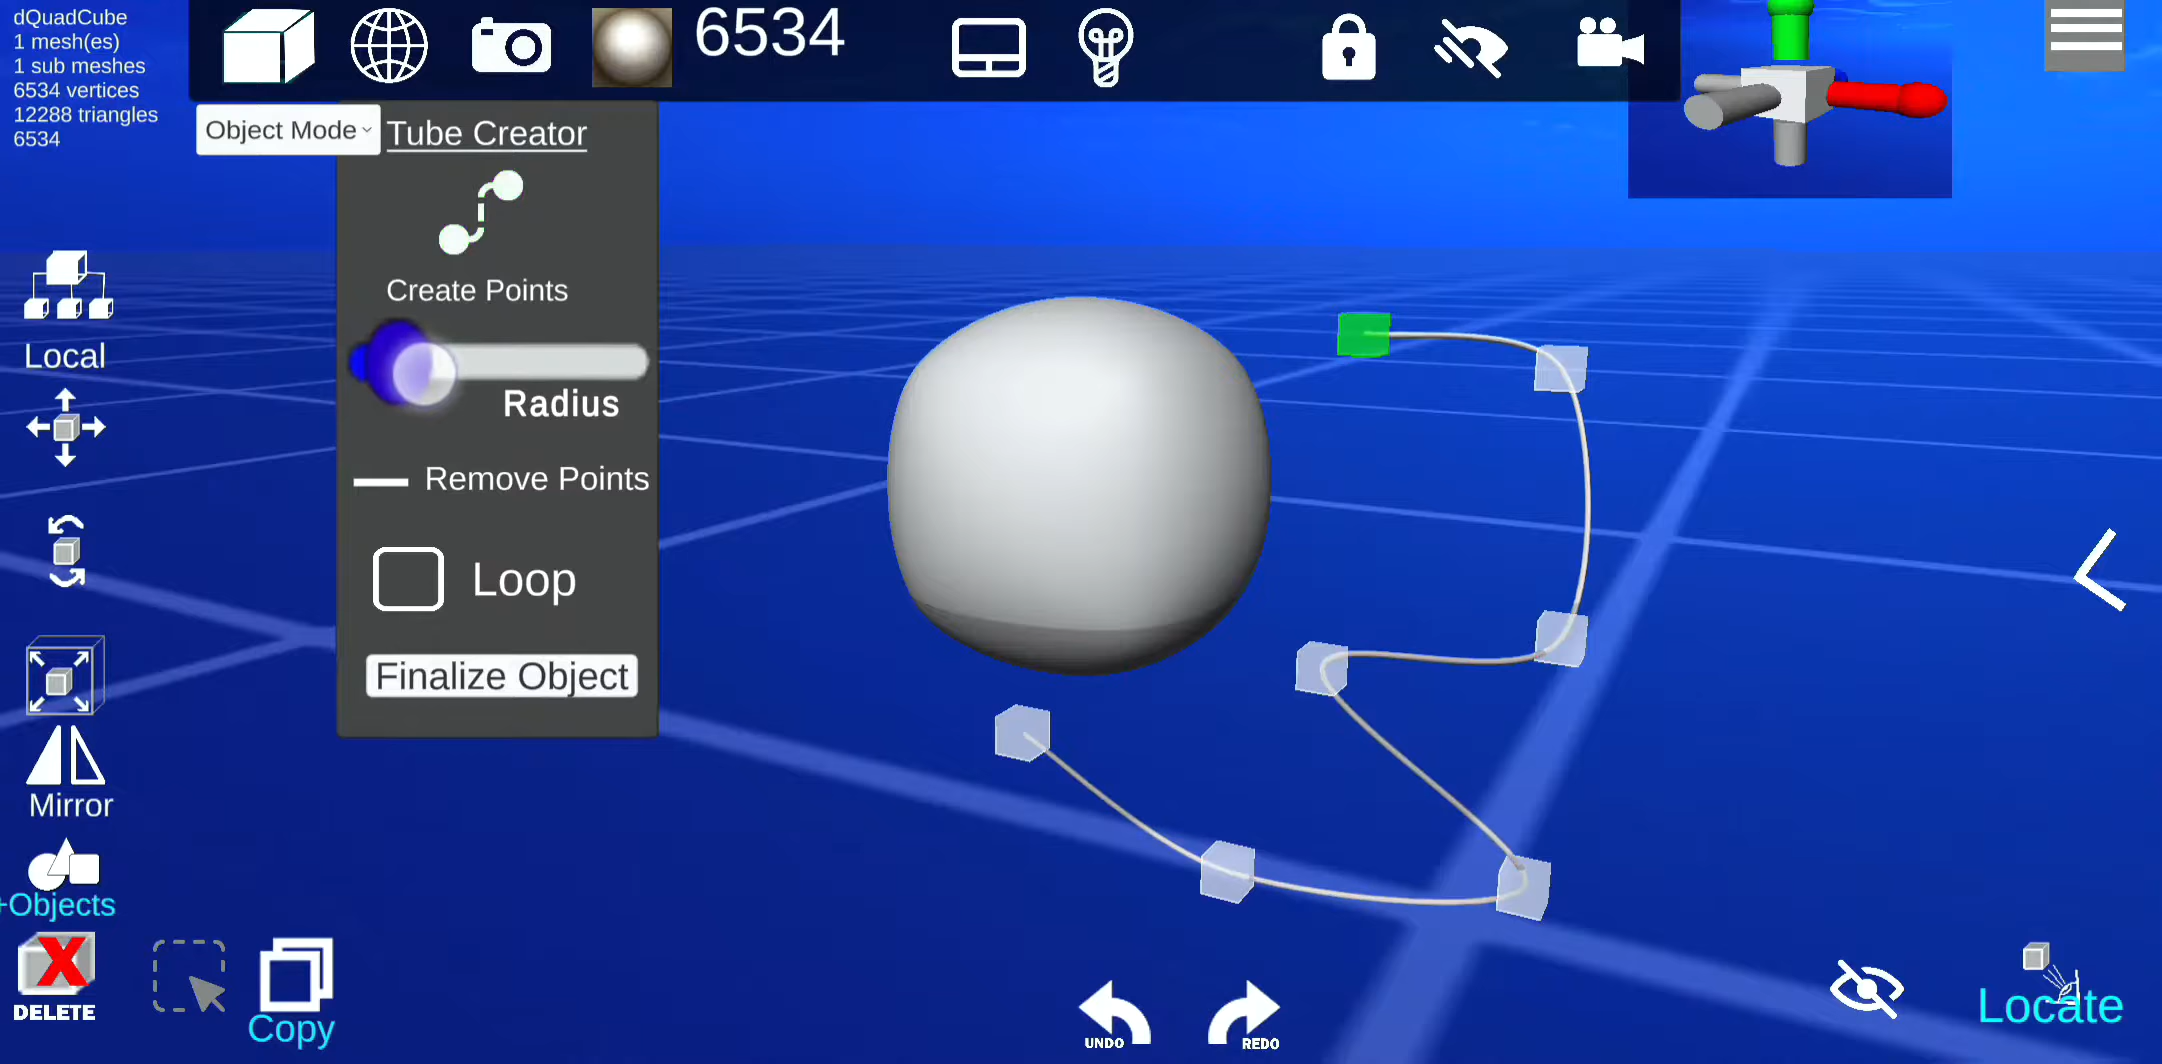 dQuadCube
1 mesh(es)
1 sub meshes
6534 vertices
12288 triangles
6534
6534
Object Mode
Tube Creator
Create Points
Radius
Remove Points
Loop
Finalize Object
Local
Mirror
+Objects
X
DELETE
Copy
UNDO
REDO
Locate